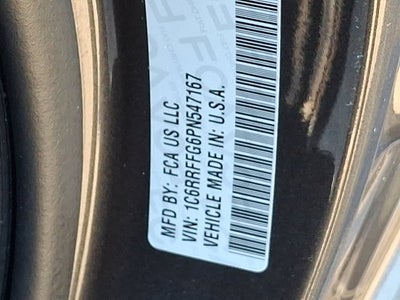 MFD BY: FCA US LLC
VIN: 1C6RRFFG6PN547167
VEHICLE MADE IN: U.S.A.